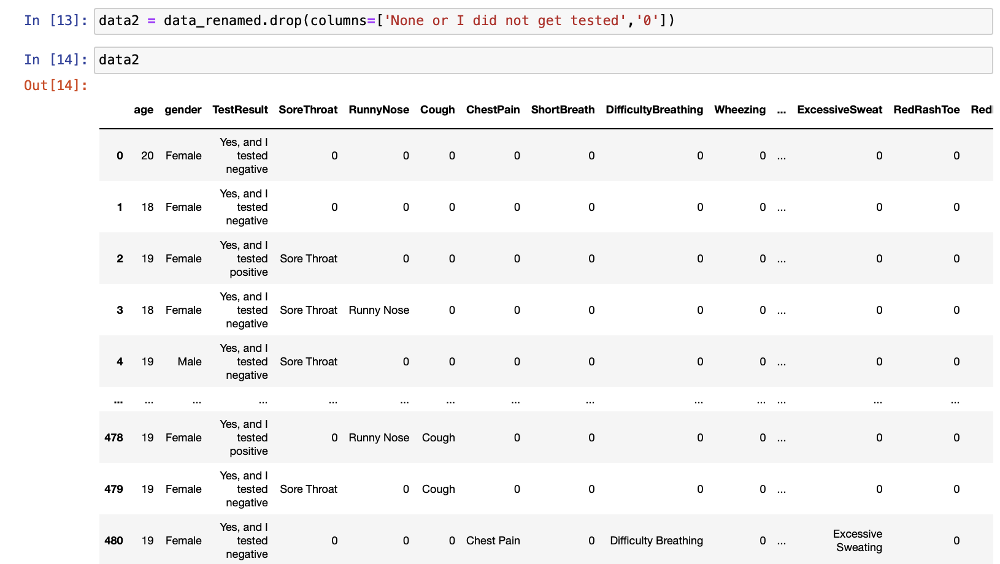 In [13]: data2 = data_renamed.drop(columns=['None or I did not get tested','0'])
In [14]: data2
Out[14]:
age gender TestResult SoreThroat RunnyNose Cough ChestPain ShortBreath DifficultyBreathing Wheezing ... ExcessiveSweat RedRashToe Redl
Yes, and I
0 20 Female tested 0 0 0 0 0 0 0 ... 0 0
negative
Yes, and I
1 18 Female tested 0 0 0 0 0 0 0 ... 0 0
negative
Yes, and I
2 19 Female tested Sore Throat 0 0 0 0 0 0 ... 0 0
positive
Yes, and I
3 18 Female tested Sore Throat Runny Nose 0 0 0 0 0 ... 0 0
negative
Yes, and I
4 19 Male tested Sore Throat 0 0 0 0 0 0 ... 0 0
negative
... ... ... ... ... ... ... ... ... ... ... ... ... ...
Yes, and I
478 19 Female tested 0 Runny Nose Cough 0 0 0 0 ... 0 0
positive
Yes, and I
479 19 Female tested Sore Throat 0 Cough 0 0 0 0 ... 0 0
negative
Yes, and I
480 19 Female tested 0 0 0 Chest Pain 0 Difficulty Breathing 0 ... Excessive Sweating 0
negative